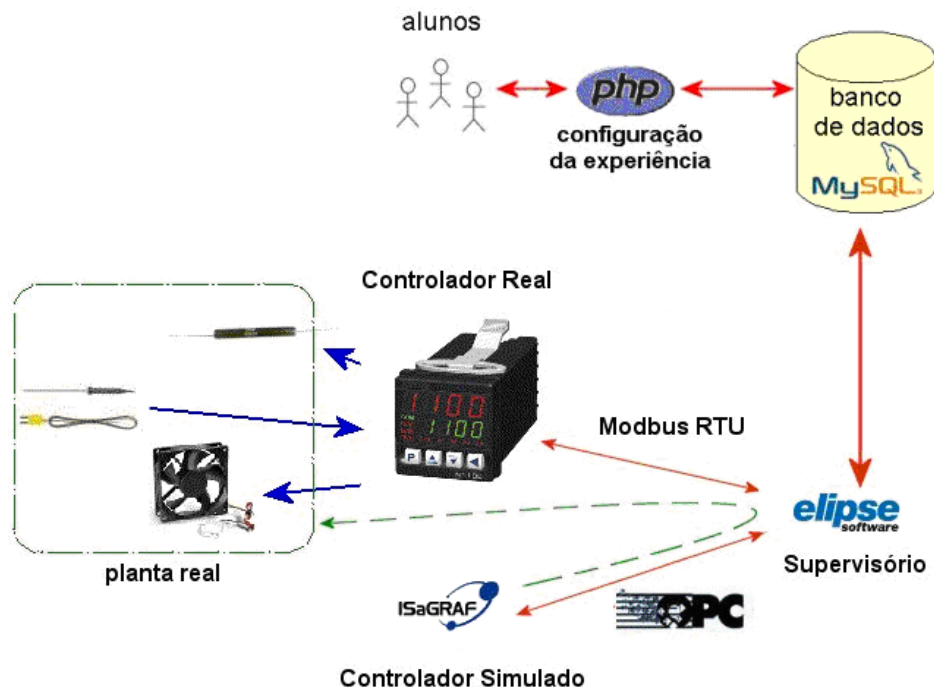 alunos
php
configuração
da experiência
banco
de dados
MySQL
Controlador Real
1100
1100
P
Modbus RTU
elipse
software
Supervisório
planta real
ISaGRAF
OPC
Controlador Simulado